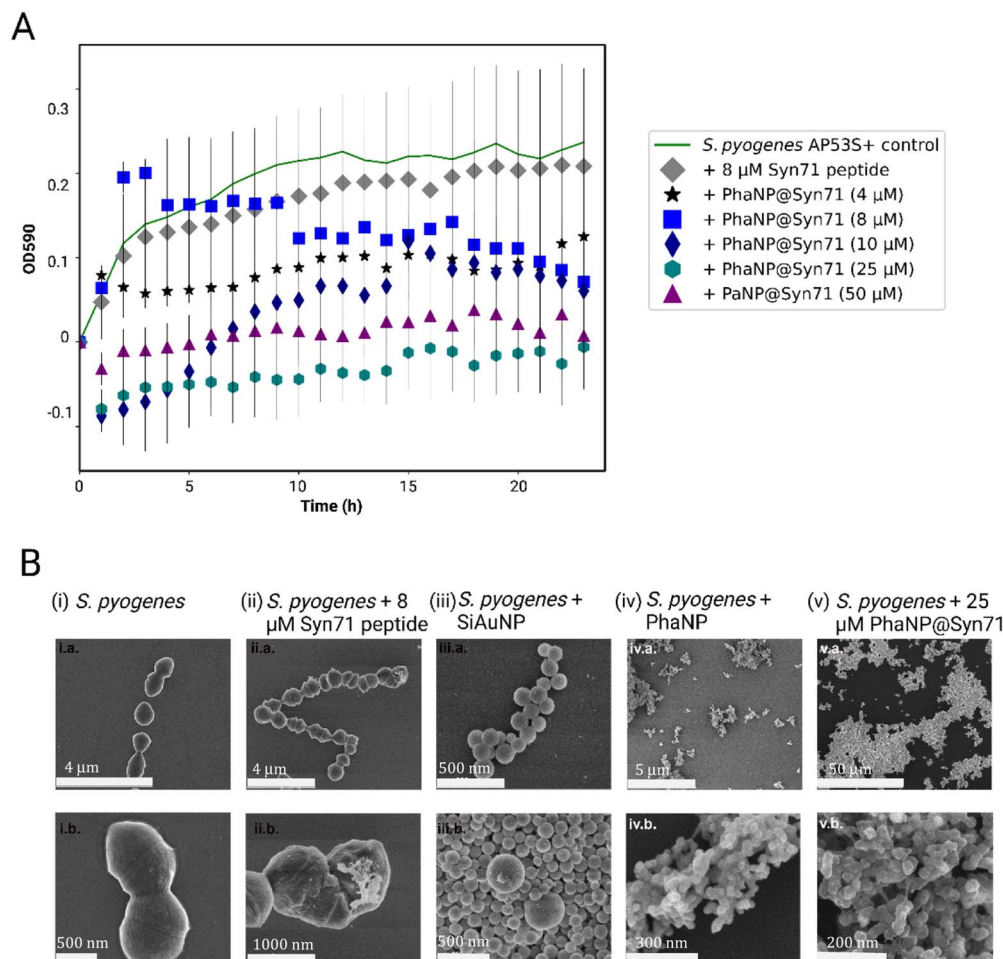 A
0.3
0.2
0.1
0
-0.1
OD590
0
5
10
15
20
Time (h)
S. pyogenes AP53S+ control
+ 8 µM Syn71 peptide
+ PhaNP@Syn71 (4 µM)
+ PhaNP@Syn71 (8 µM)
+ PhaNP@Syn71 (10 µM)
+ PhaNP@Syn71 (25 µM)
+ PaNP@Syn71 (50 µM)
B
(i) S. pyogenes
(ii) S. pyogenes + 8
µM Syn71 peptide
(iii) S. pyogenes +
SiAuNP
(iv) S. pyogenes +
PhaNP
(v) S. pyogenes + 25
µM PhaNP@Syn71
i.a.
4 µm
ii.a.
4 µm
iii.a.
500 nm
iv.a.
5 µm
v.a.
50 µm
i.b.
500 nm
ii.b.
1000 nm
iii.b.
500 nm
iv.b.
300 nm
v.b.
200 nm